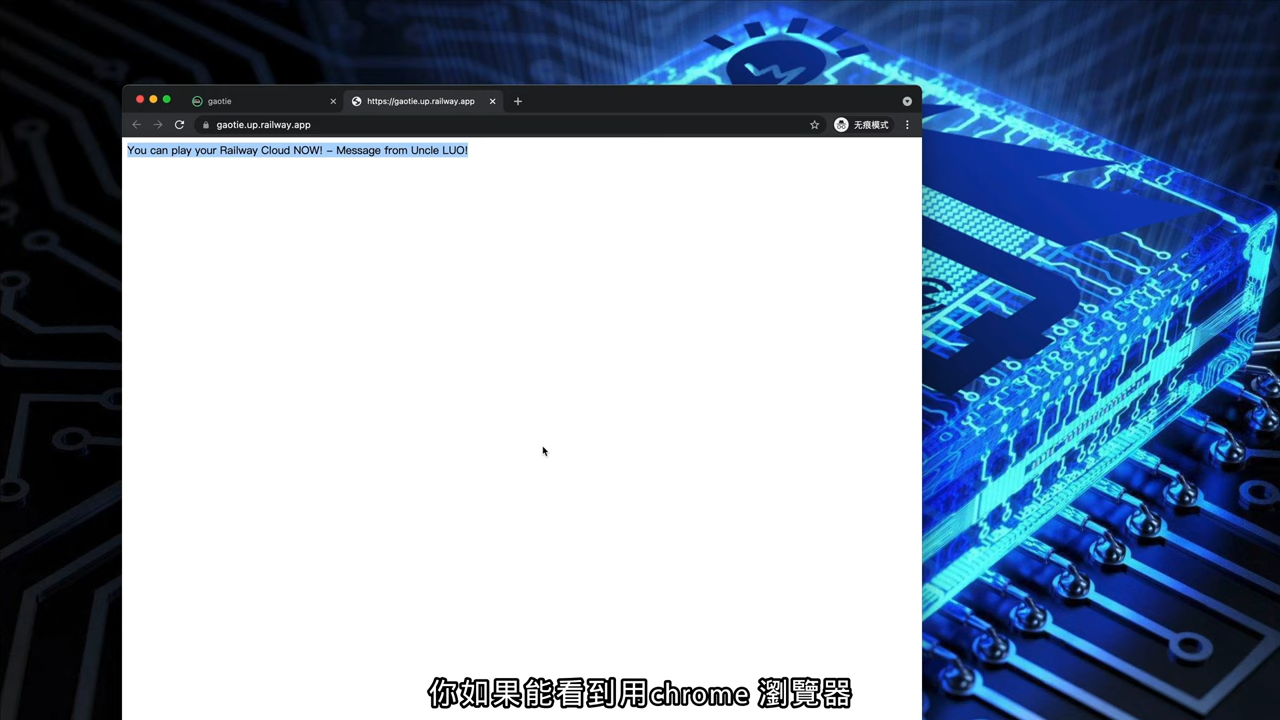 gaotie
https://gaotie.up.railway.app
gaotie.up.railway.app
无痕模式
You can play your Railway Cloud NOW! – Message from Uncle LUO!
你如果能看到用chrome 瀏覽器